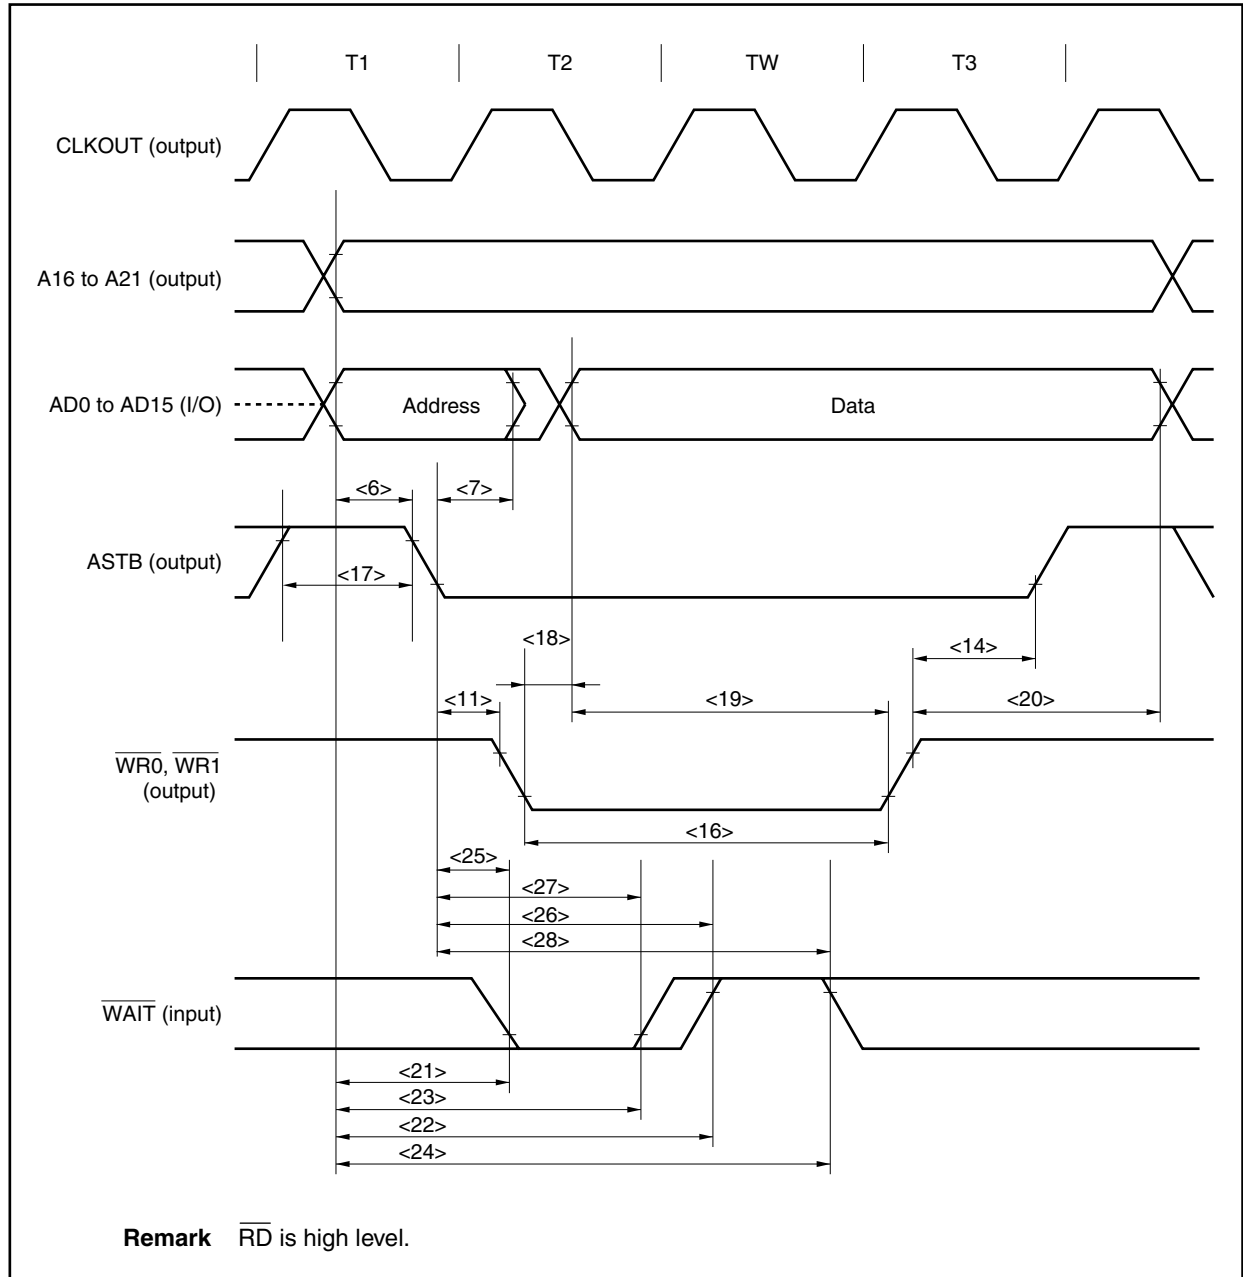 T1 T2 TW T3
CLKOUT (output)
A16 to A21 (output)
AD0 to AD15 (I/O)
Address
Data
<6>
<7>
ASTB (output)
<17>
<18>
<14>
<11>
<19>
<20>
WR0, WR1
(output)
<16>
<25>
<27>
<26>
<28>
WAIT (input)
<21>
<23>
<22>
<24>
Remark RD is high level.